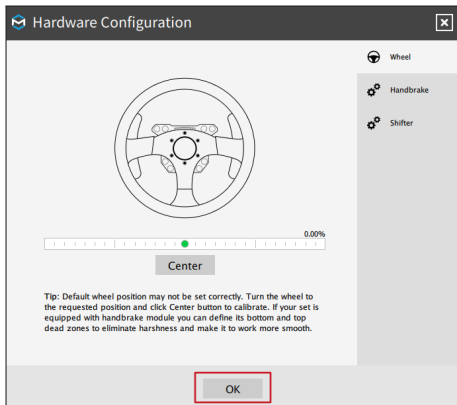 Hardware Configuration
Wheel
Handbrake
Shifter
0.00%
Center
Tip: Default wheel position may not be set correctly. Turn the wheel to
the requested position and click Center button to calibrate. If your set is
equipped with handbrake module you can define its bottom and top
dead zones to eliminate harshness and make it to work more smooth.
OK